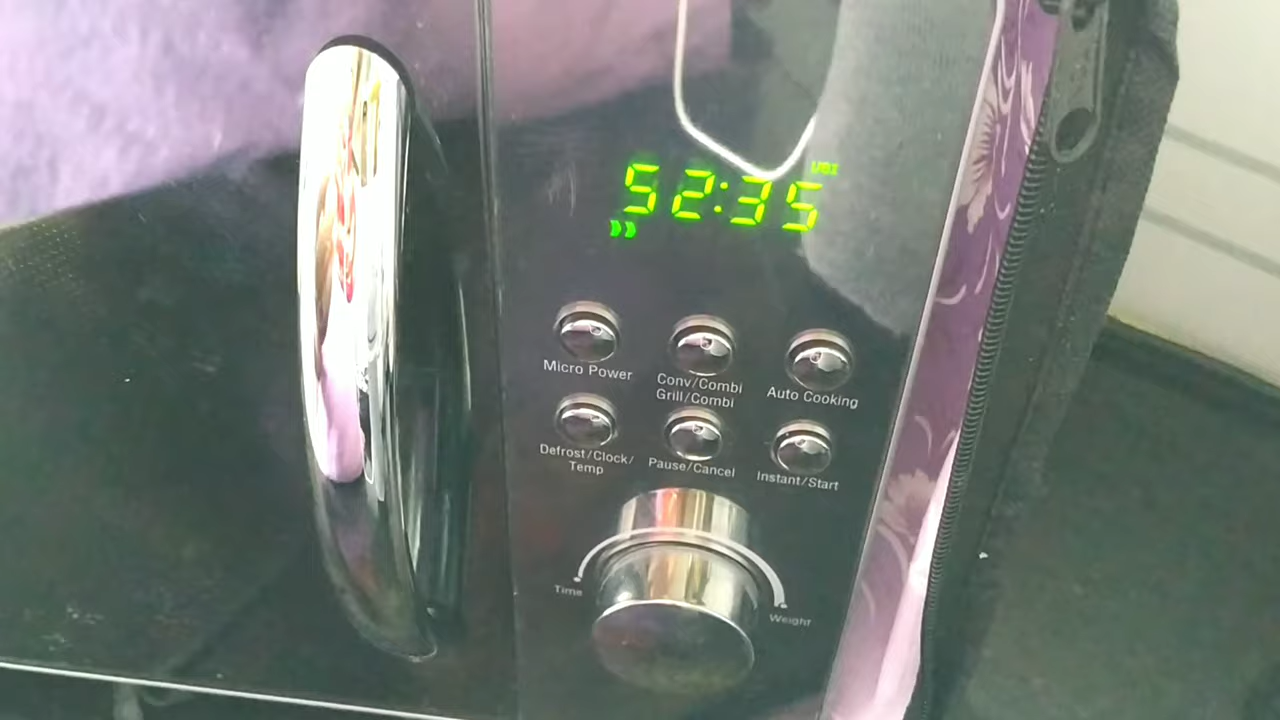 52:35
Micro Power
Conv/Combi
Grill/Combi
Auto Cooking
Defrost/Clock/
Temp
Pause/Cancel
Instant/Start
Time
Weight